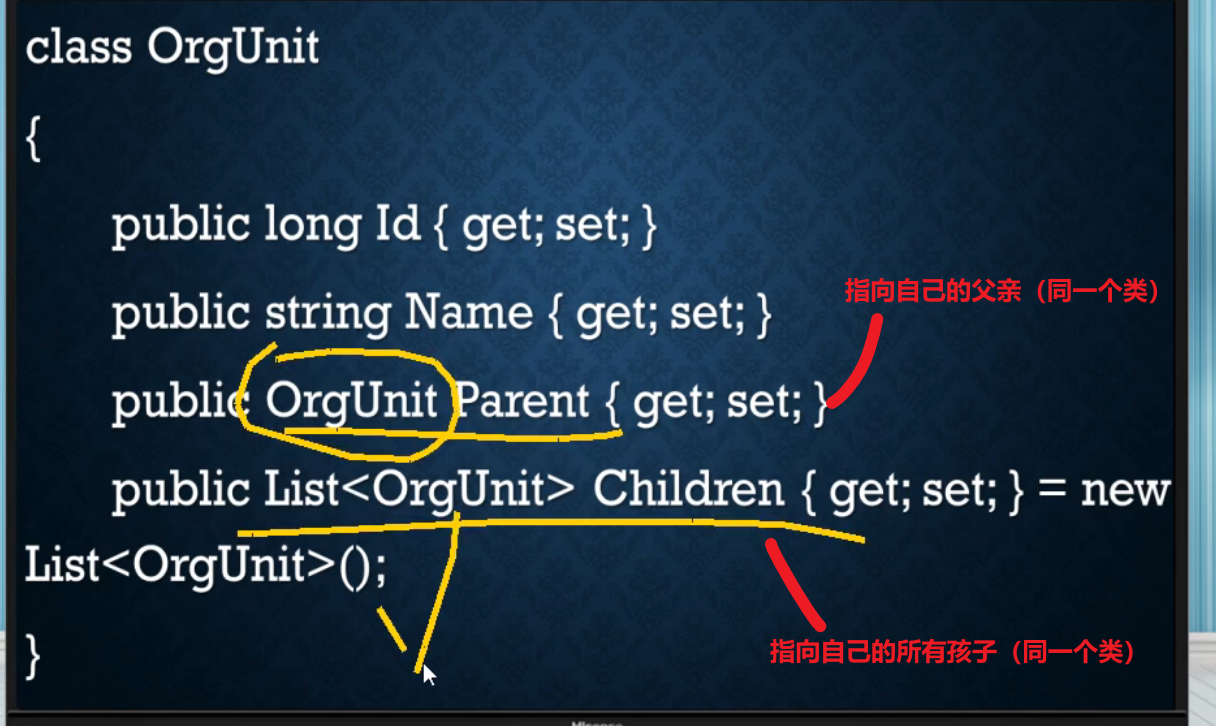 class OrgUnit
{
public long Id { get; set; }
public string Name { get; set; }
指向自己的父亲（同一个类）
public OrgUnit Parent { get; set; }
public List<OrgUnit> Children { get; set; } = new
List<OrgUnit>();
指向自己的所有孩子（同一个类）
}